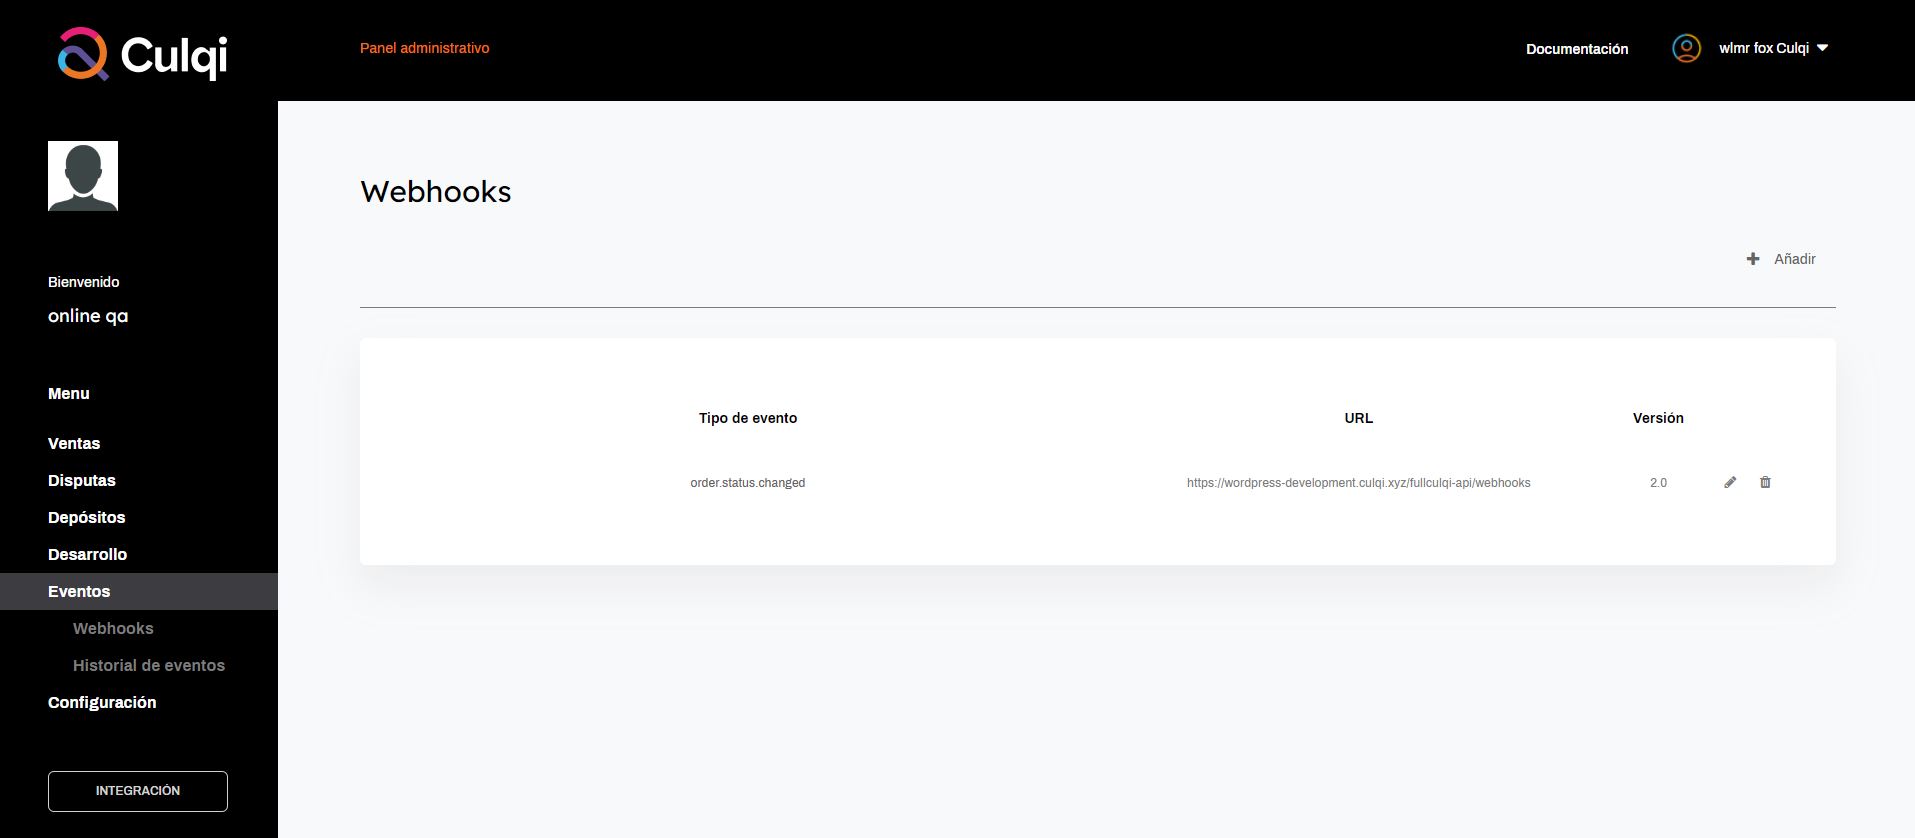 Culqi
Panel administrativo
Documentación
wlmr fox Culqi
Bienvenido
online qa
Menu
Ventas
Disputas
Depósitos
Desarrollo
Eventos
Webhooks
Historial de eventos
Configuración
INTEGRACIÓN
Webhooks
Añadir
Tipo de evento URL Versión
order.status.changed https://wordpress-development.culqi.xyz/fullculqi-api/webhooks 2.0